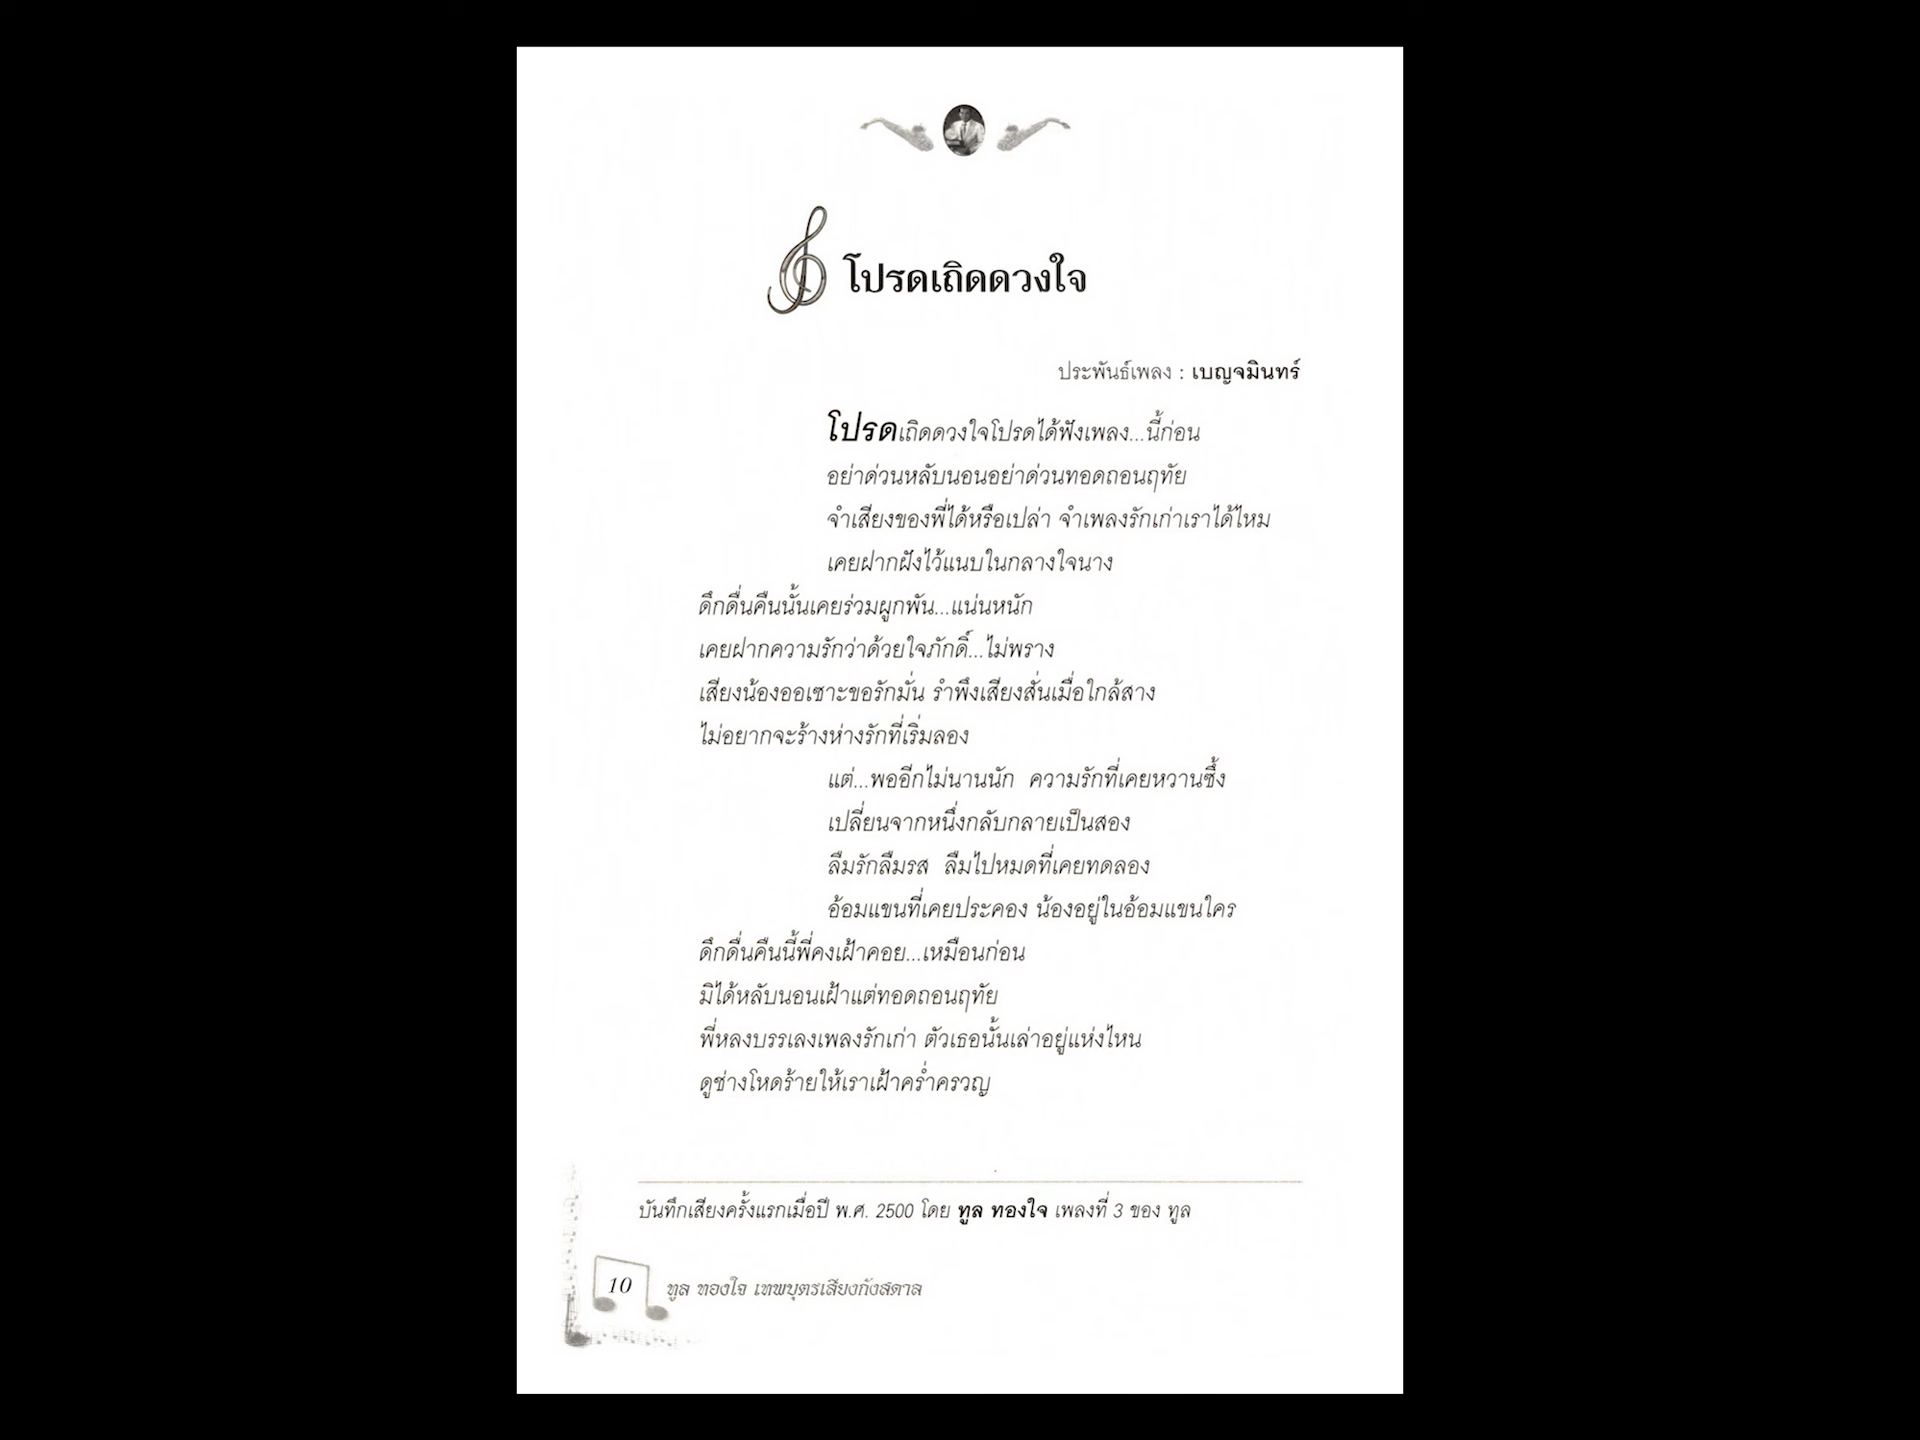 โปรดเถิดดวงใจ
ประพันธ์เพลง : เบญจมินทร์
โปรดเถิดดวงใจโปรดได้ฟังเพลง...นี้ก่อน
อย่าด่วนหลับนอนอย่าด่วนทอดถอนฤทัย
จำเสียงของพี่ได้หรือเปล่า จำเพลงรักเก่าเราได้ไหม
เคยฝากฝังไว้แนบในกลางใจนาง
ดึกดื่นคืนนั้นเคยร่วมผูกพัน...แน่นหนัก
เคยฝากความรักว่าด้วยใจภักดิ์...ไม่พราง
เสียงน้องออเซาะขอรักมั่น รำพึงเสียงสั่นเมื่อใกล้สาง
ไม่อยากจะร้างห่างรักที่เริ่มลอง
แต่...พออีกไม่นานนัก ความรักที่เคยหวานซึ้ง
เปลี่ยนจากหนึ่งกลับกลายเป็นสอง
ลืมรักลืมรส ลืมไปหมดที่เคยทดลอง
อ้อมแขนที่เคยประคอง น้องอยู่ในอ้อมแขนใคร
ดึกดื่นคืนนี้พี่คงเฝ้าคอย...เหมือนก่อน
มิได้หลับนอนเฝ้าแต่ทอดถอนฤทัย
พี่หลงบรรเลงเพลงรักเก่า ตัวเธอนั้นเล่าอยู่แห่งไหน
ดูช่างโหดร้ายให้เราเฝ้าคร่ำครวญ
บันทึกเสียงครั้งแรกเมื่อปี พ.ศ. 2500 โดย ทูล ทองใจ เพลงที่ 3 ของ ทูล
10 ทูล ทองใจ เทพบุตรเสียงกังสดาล